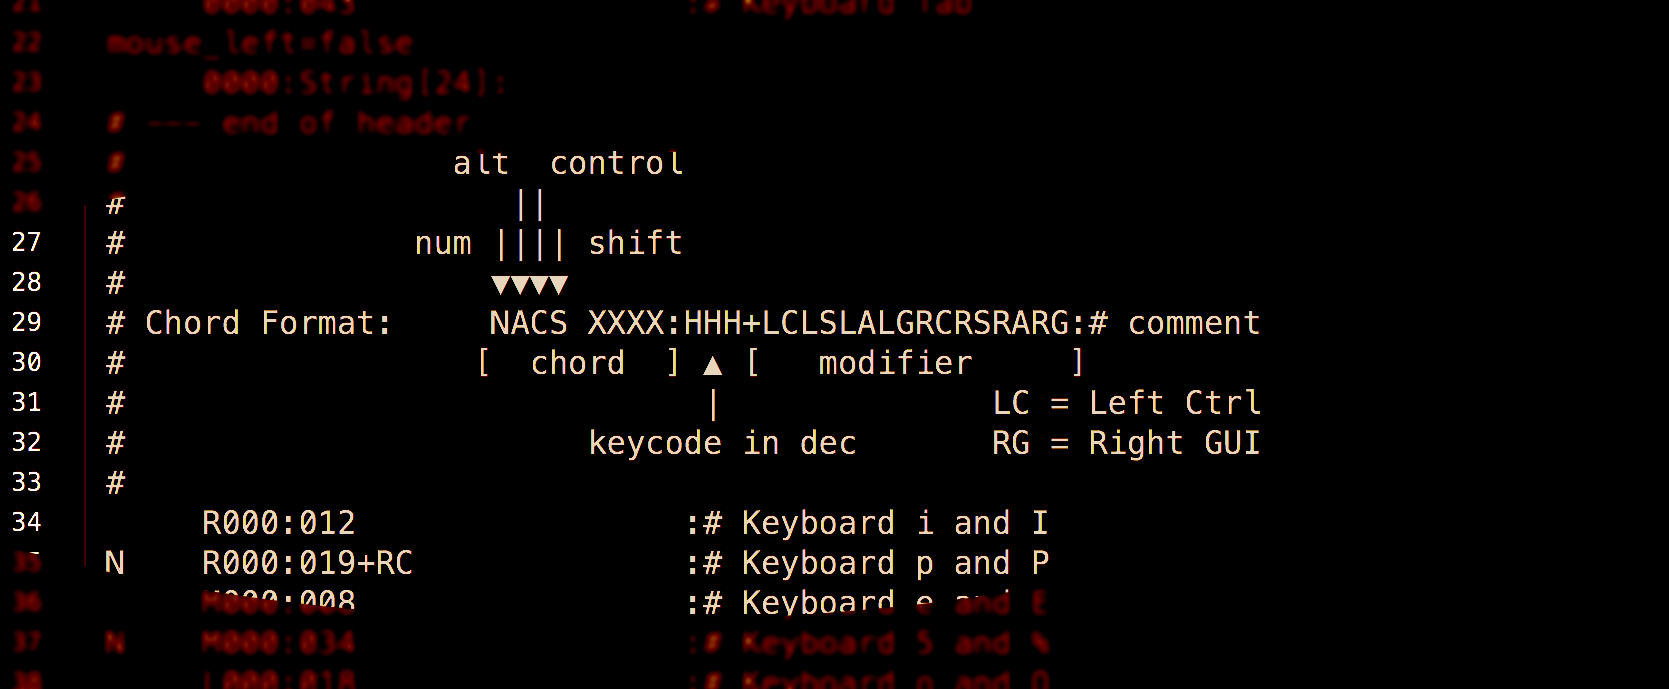 21 R000:043 :# Keyboard Tab
22 mouse_left=false
23 0000:String[24]:
24 # --- end of header
25 # alt control
26 # ||
27 # num |||| shift
28 # ▼▼▼▼
29 # Chord Format: NACS XXXX:HHH+LCLSLALGRCRSRARG:# comment
30 # [ chord ] ▲ [ modifier ]
31 # | LC = Left Ctrl
32 # keycode in dec RG = Right GUI
33 #
34 R000:012 :# Keyboard i and I
35 N R000:019+RC :# Keyboard p and P
36 M000:008 :# Keyboard e and E
37 N M000:034 :# Keyboard 5 and %
38 L000:018 :# Keyboard o and O